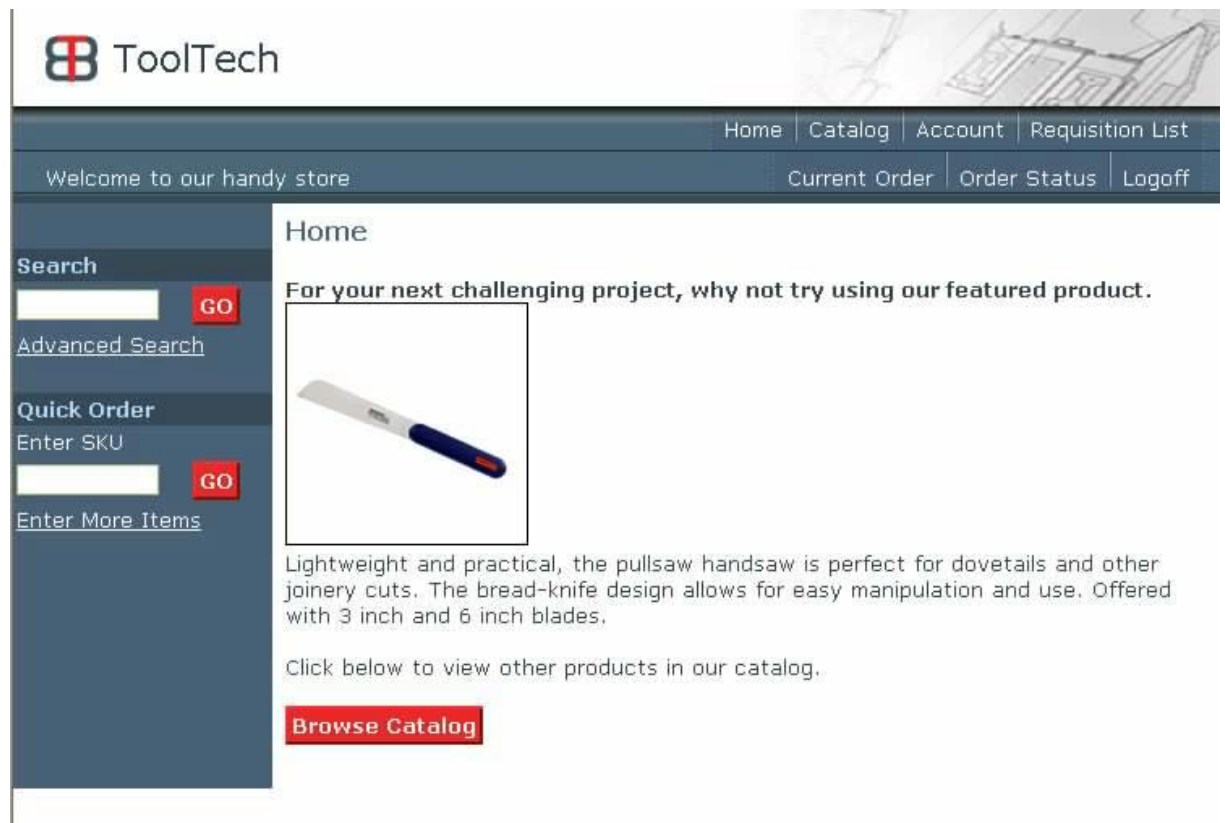 ToolTech
Home Catalog Account Requisition List
Welcome to our handy store
Current Order Order Status Logoff
Search
GO
Advanced Search
Quick Order
Enter SKU
GO
Enter More Items
Home
For your next challenging project, why not try using our featured product.
Lightweight and practical, the pullsaw handsaw is perfect for dovetails and other
joinery cuts. The bread-knife design allows for easy manipulation and use. Offered
with 3 inch and 6 inch blades.
Click below to view other products in our catalog.
Browse Catalog